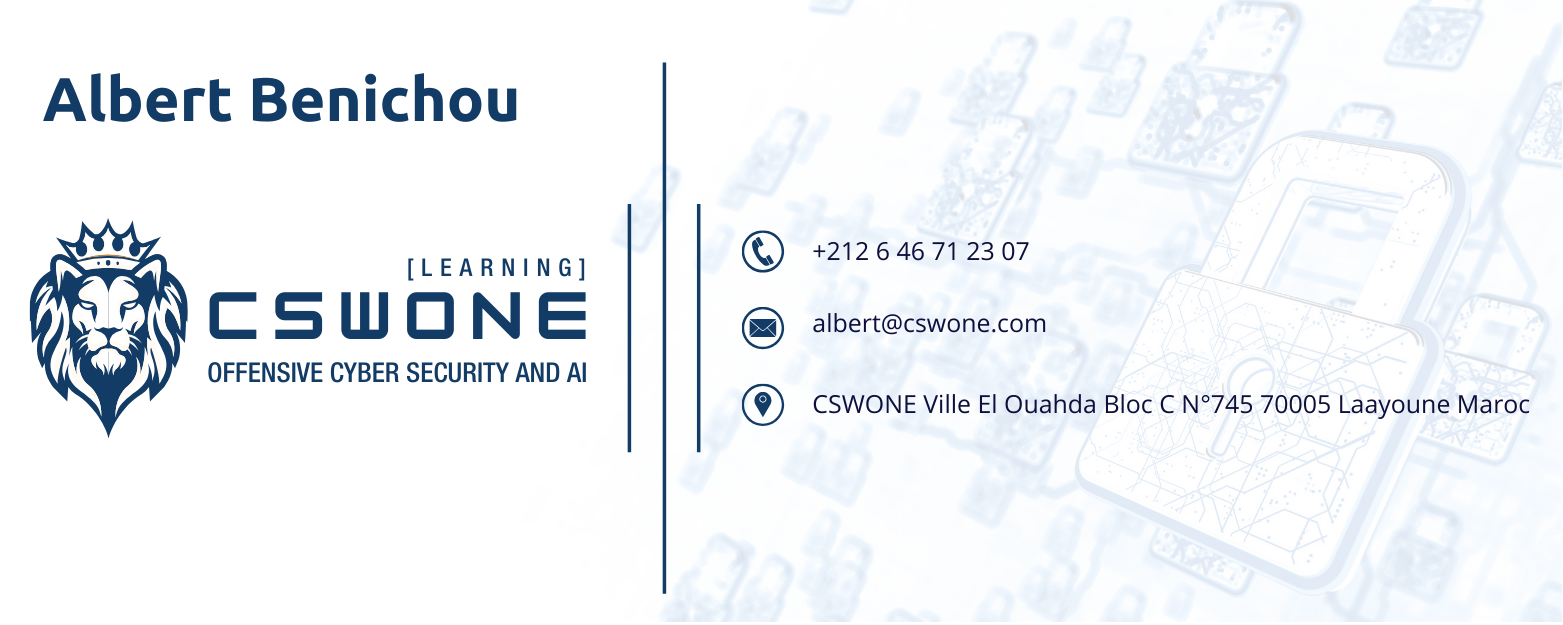 Albert Benichou
[LEARNING]
CSWONE
OFFENSIVE CYBER SECURITY AND AI
+212 6 46 71 23 07
albert@cswone.com
CSWONE Ville El Ouahda Bloc C N°745 70005 Laayoune Maroc